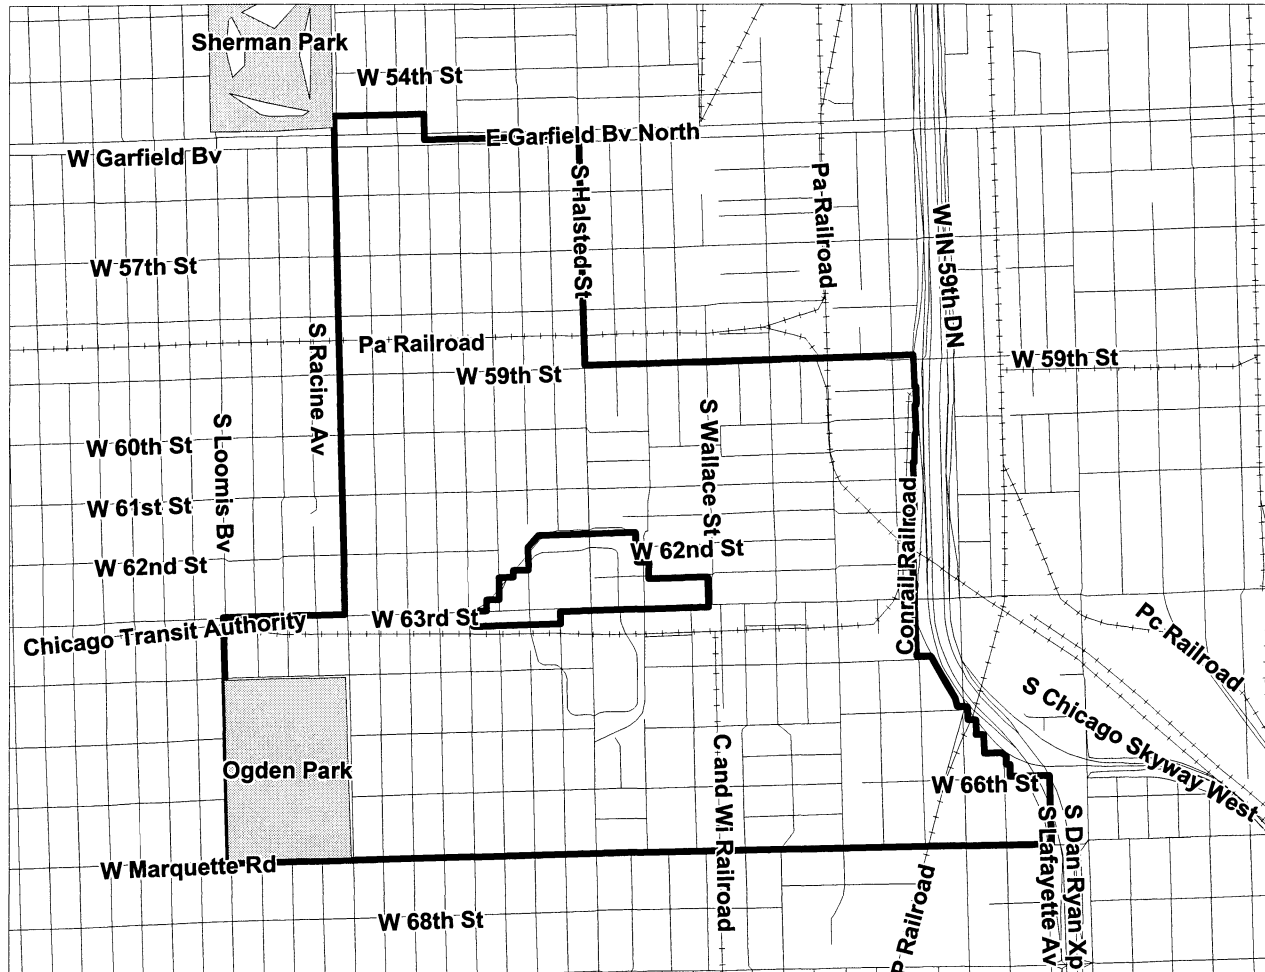 Sherman Park
W 54th St
E Garfield Bv North
W Garfield Bv
S Halsted St
Pa Railroad
W IN 59th DN
W 57th St
S Racine Av
Pa Railroad
W 59th St
W 59th St
S Loomis Bv
S Wallace St
W 60th St
W 61st St
W 62nd St
W 62nd St
Conrail Railroad
Chicago Transit Authority
W 63rd St
Pc Railroad
S Chicago Skyway West
Ogden Park
C and Wi Railroad
W 66th St
S Lafayette Av
S Dan Ryan Xp
W Marquette Rd
P Railroad
W 68th St